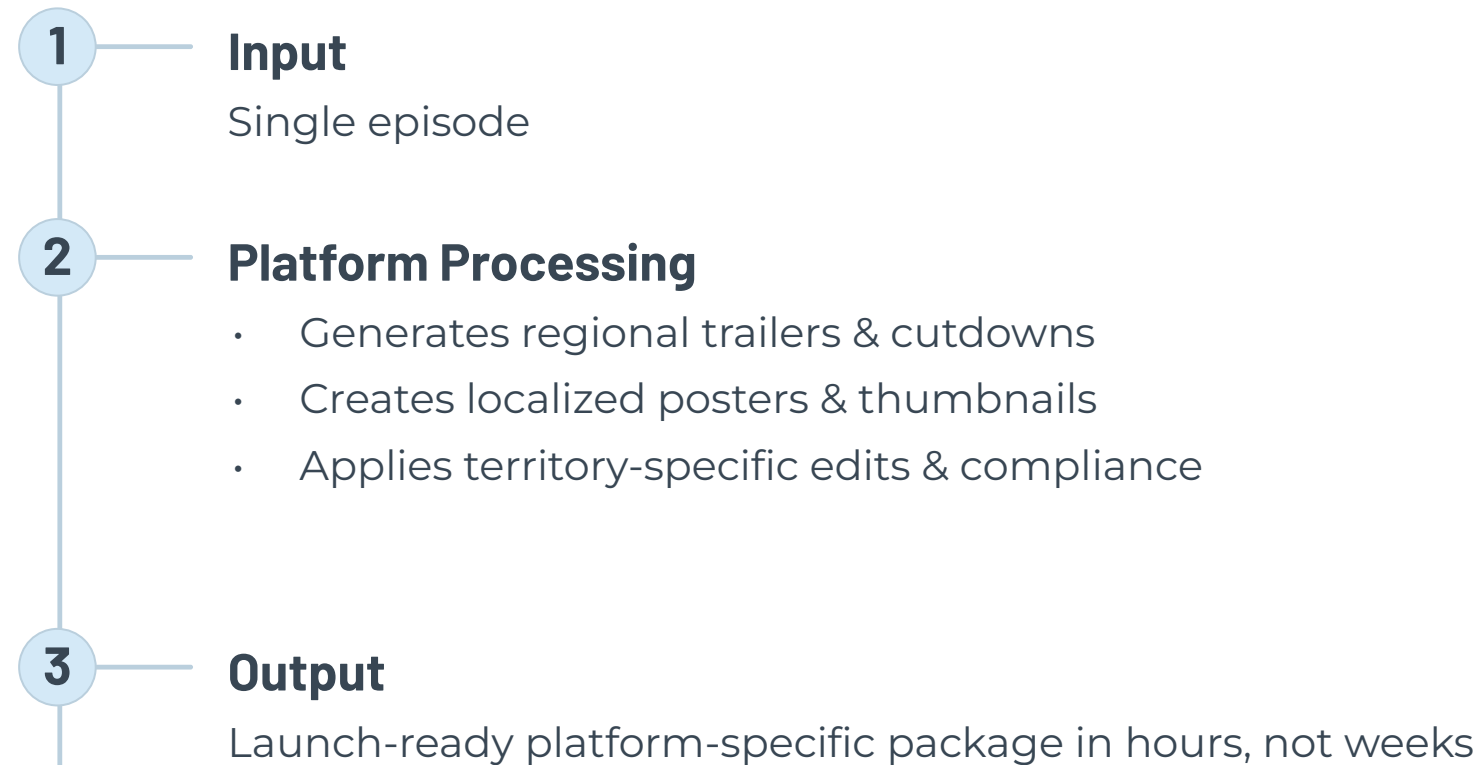 1
Input
Single episode
2
Platform Processing
• Generates regional trailers & cutdowns
• Creates localized posters & thumbnails
• Applies territory-specific edits & compliance
3
Output
Launch-ready platform-specific package in hours, not weeks